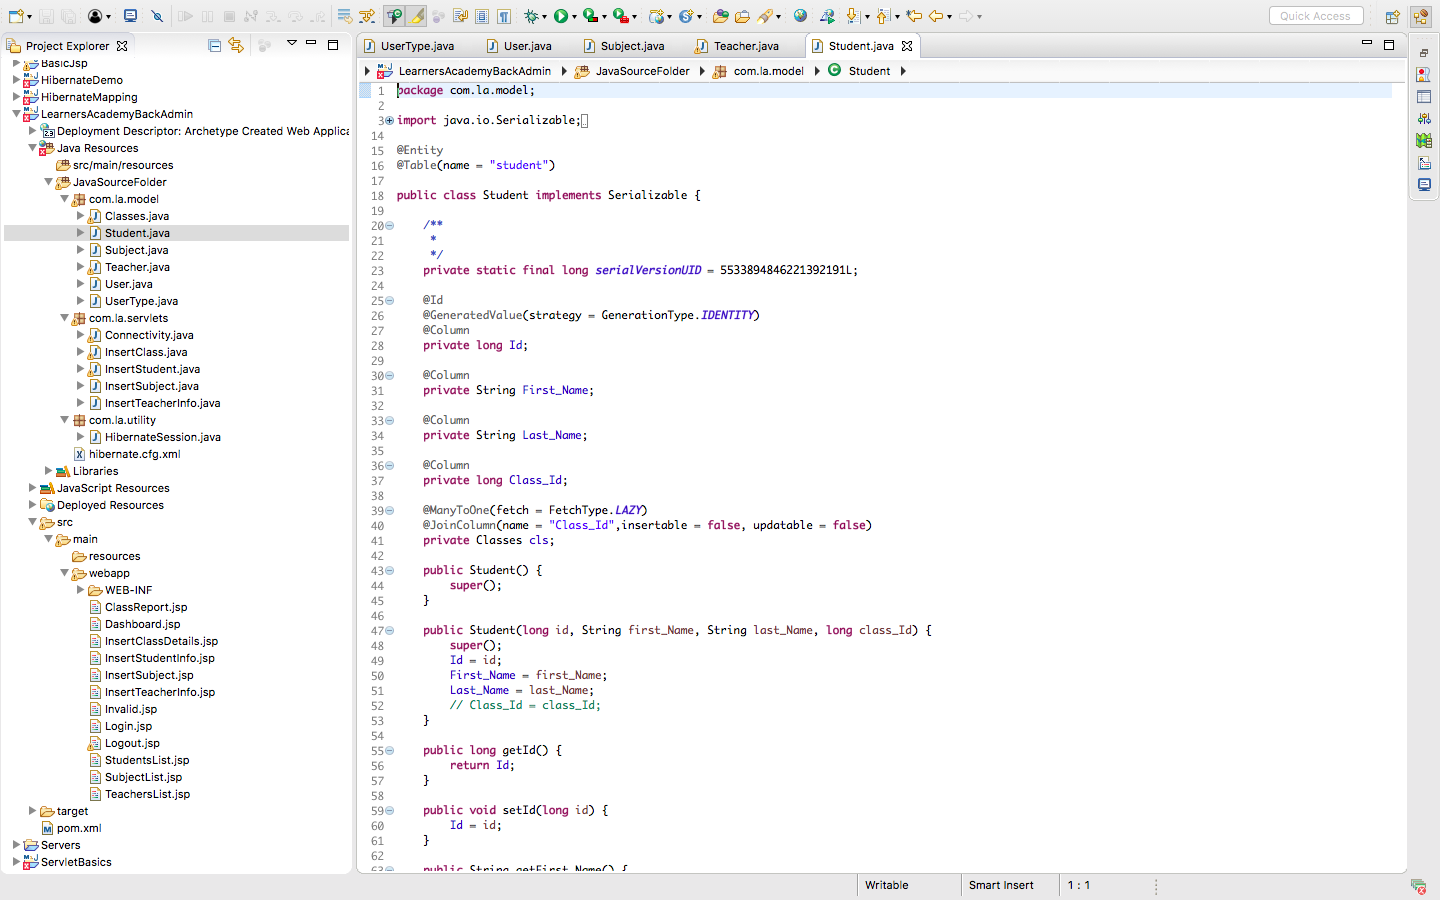 Quick Access
Project Explorer
BasicJsp
HibernateDemo
HibernateMapping
LearnersAcademyBackAdmin
Deployment Descriptor: Archetype Created Web Applica
Java Resources
src/main/resources
JavaSourceFolder
com.la.model
Classes.java
Student.java
Subject.java
Teacher.java
User.java
UserType.java
com.la.servlets
Connectivity.java
InsertClass.java
InsertStudent.java
InsertSubject.java
InsertTeacherInfo.java
com.la.utility
HibernateSession.java
hibernate.cfg.xml
Libraries
JavaScript Resources
Deployed Resources
src
main
resources
webapp
WEB-INF
ClassReport.jsp
Dashboard.jsp
InsertClassDetails.jsp
InsertStudentInfo.jsp
InsertSubject.jsp
InsertTeacherInfo.jsp
Invalid.jsp
Login.jsp
Logout.jsp
StudentsList.jsp
SubjectList.jsp
TeachersList.jsp
target
pom.xml
Servers
ServletBasics
UserType.java User.java Subject.java Teacher.java Student.java
LearnersAcademyBackAdmin JavaSourceFolder com.la.model Student
1 package com.la.model;
2
3 import java.io.Serializable;
14
15 @Entity
16 @Table(name = "student")
17
18 public class Student implements Serializable {
19
20 /**
21 *
22 */
23 private static final long serialVersionUID = 5533894846221392191L;
24
25 @Id
26 @GeneratedValue(strategy = GenerationType.IDENTITY)
27 @Column
28 private long Id;
29
30 @Column
31 private String First_Name;
32
33 @Column
34 private String Last_Name;
35
36 @Column
37 private long Class_Id;
38
39 @ManyToOne(fetch = FetchType.LAZY)
40 @JoinColumn(name = "Class_Id",insertable = false, updatable = false)
41 private Classes cls;
42
43 public Student() {
44 super();
45 }
46
47 public Student(long id, String first_Name, String last_Name, long class_Id) {
48 super();
49 Id = id;
50 First_Name = first_Name;
51 Last_Name = last_Name;
52 // Class_Id = class_Id;
53 }
54
55 public long getId() {
56 return Id;
57 }
58
59 public void setId(long id) {
60 Id = id;
61 }
62
63 public String getFirst_Name() {
Writable Smart Insert 1 : 1